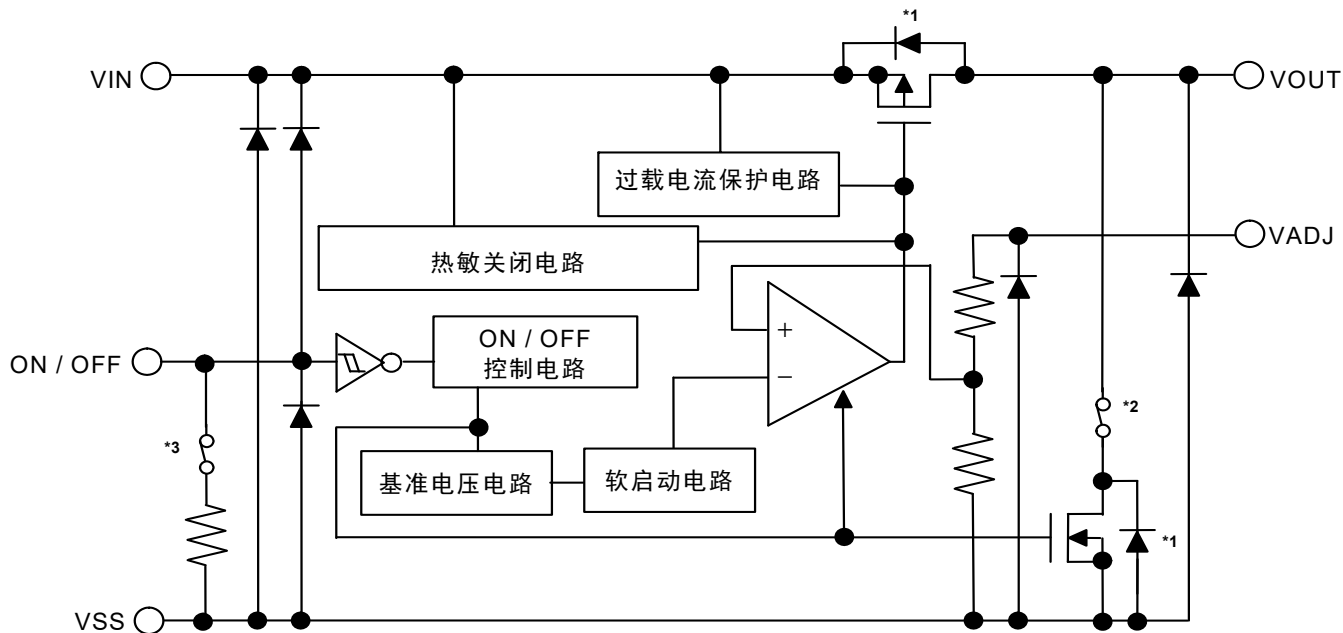 *1
VIN
VOUT
过载电流保护电路
VADJ
热敏关闭电路
+
ON / OFF
ON / OFF
控制电路
−
*2
*3
基准电压电路
软启动电路
*1
VSS